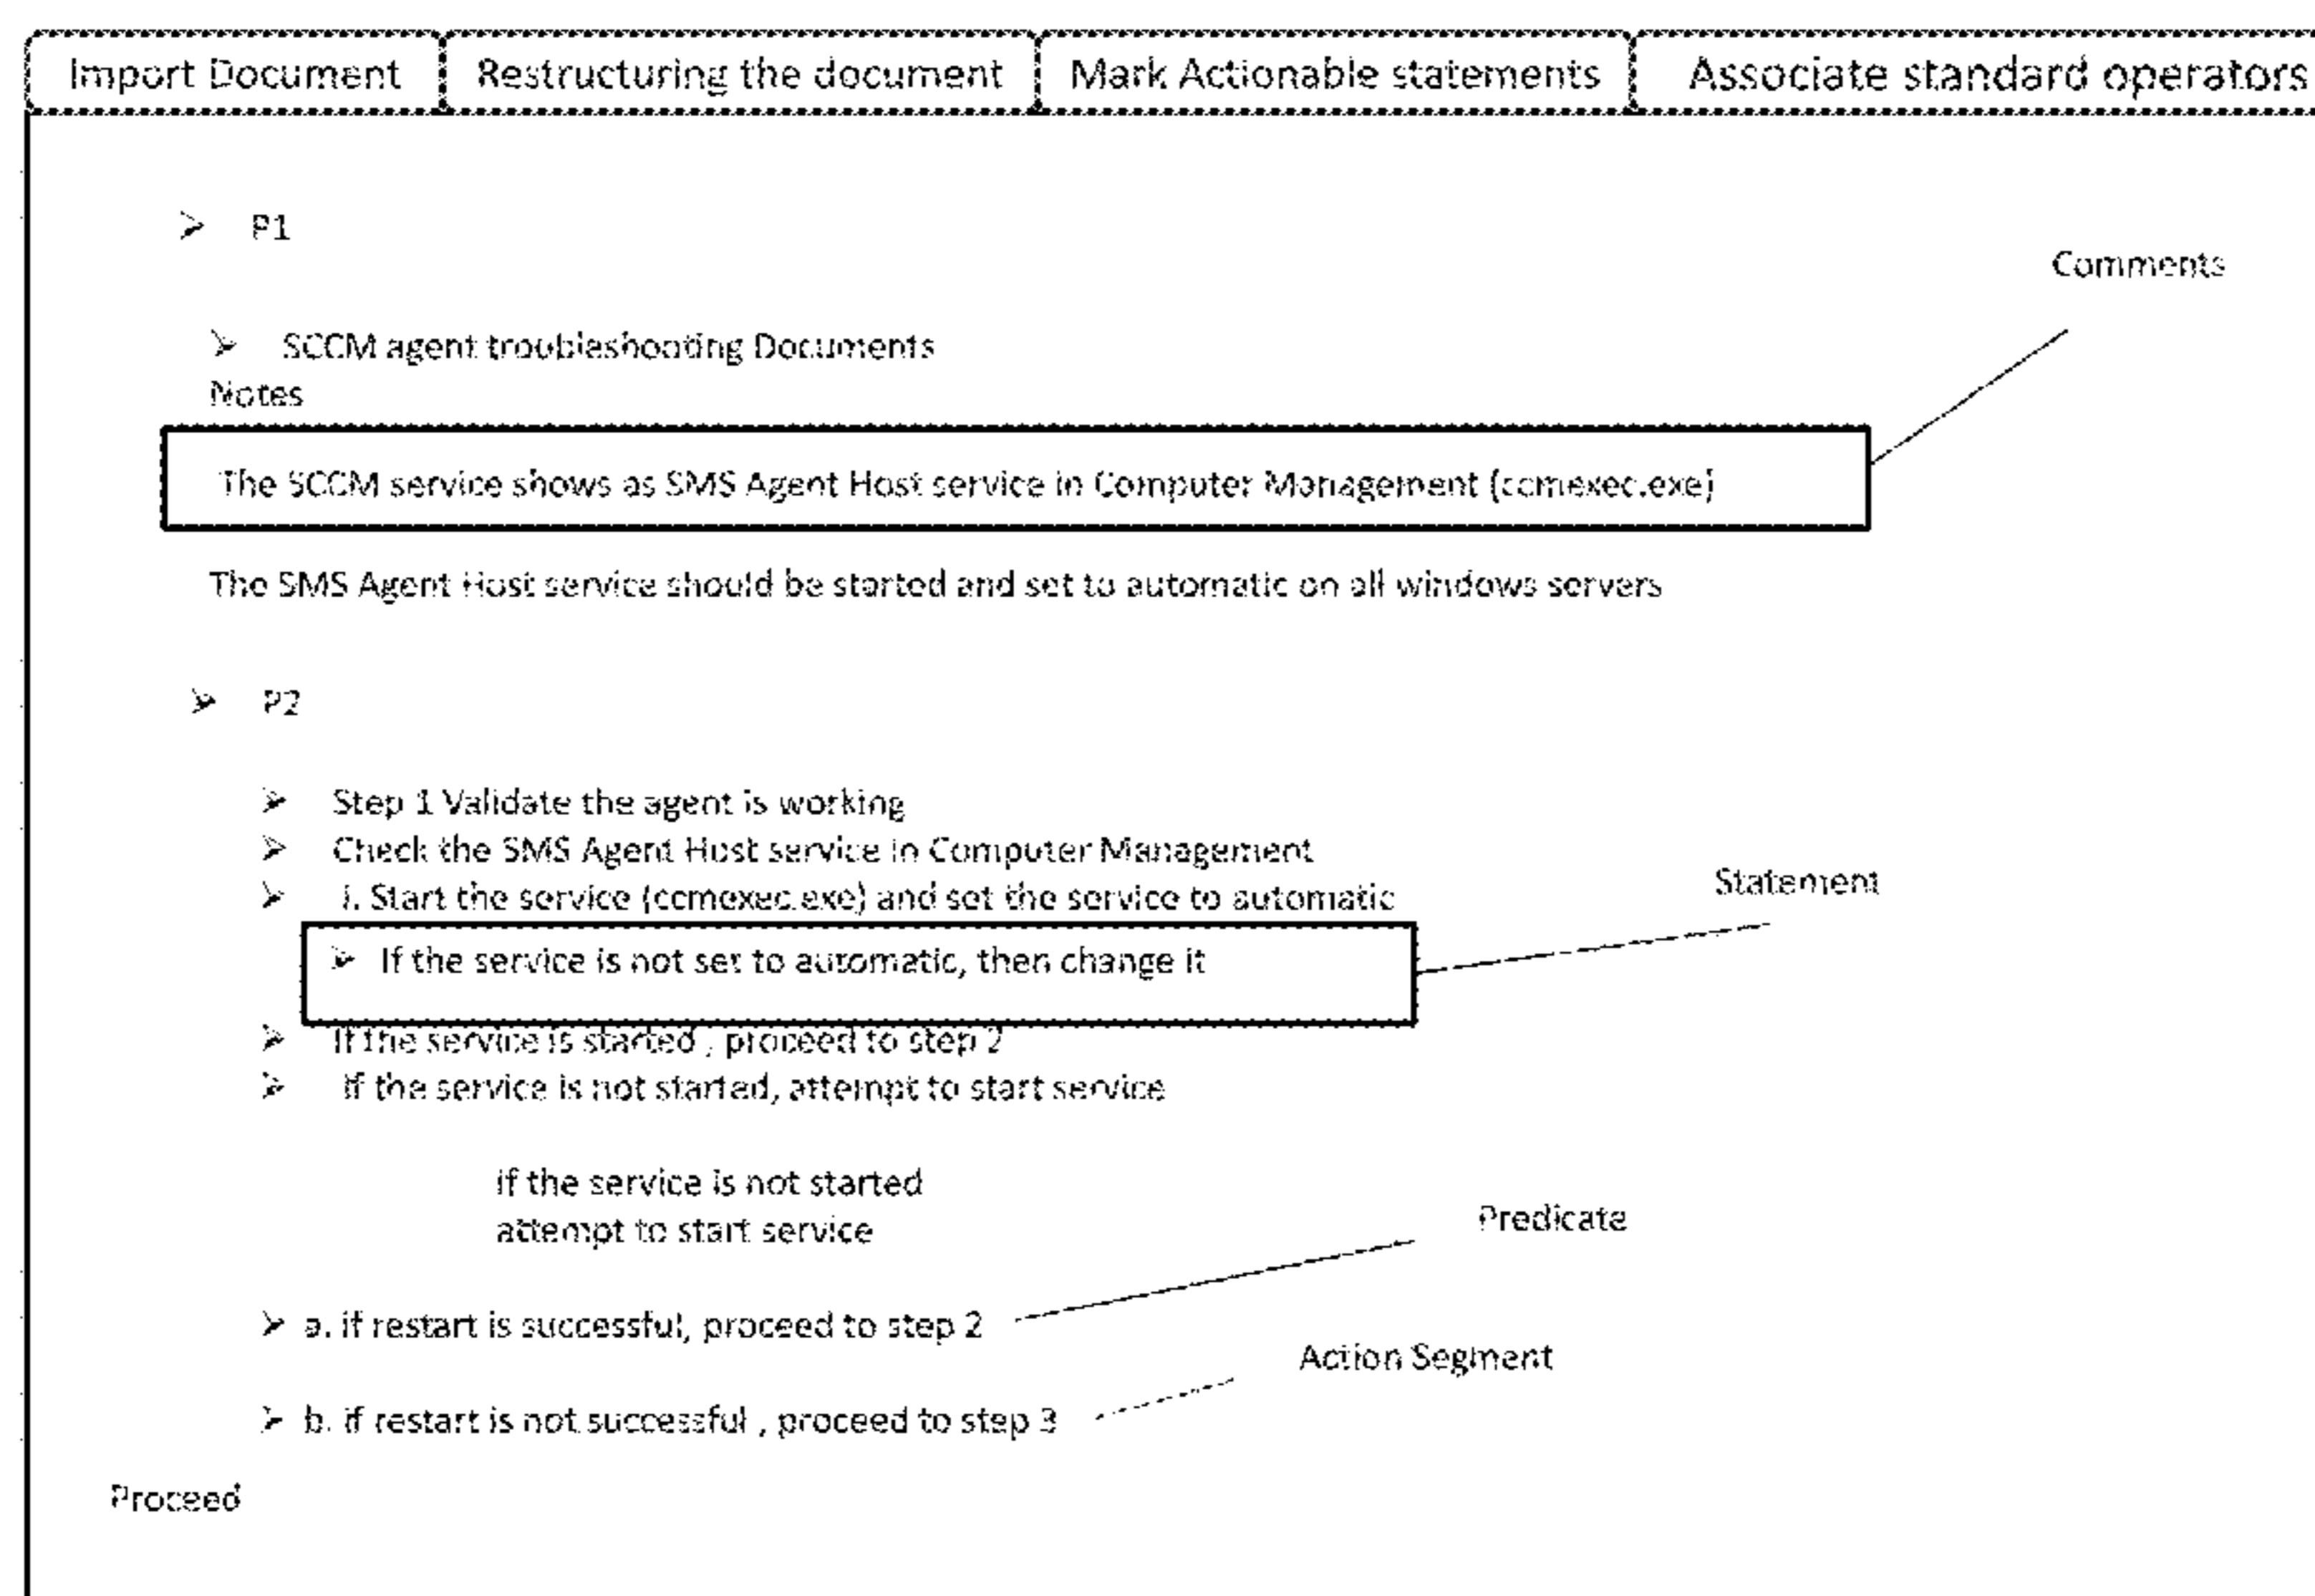 Import Document
Restructuring the document
Mark Actionable statements
Associate standard operators
P1
Comments
SCCM agent troubleshooting Documents
Notes
The SCCM service shows as SMS Agent Host service in Computer Management (ccmexec.exe)
The SMS Agent Host service should be started and set to automatic on all windows servers
P2
Step 1 Validate the agent is working
Check the SMS Agent Host service in Computer Management
i. Start the service (ccmexec.exe) and set the service to automatic
Statement
If the service is not set to automatic, then change it
If the service is started , proceed to step 2
if the service is not started, attempt to start service
if the service is not started
attempt to start service
Predicate
a. if restart is successful, proceed to step 2
Action Segment
b. if restart is not successful , proceed to step 3
Proceed